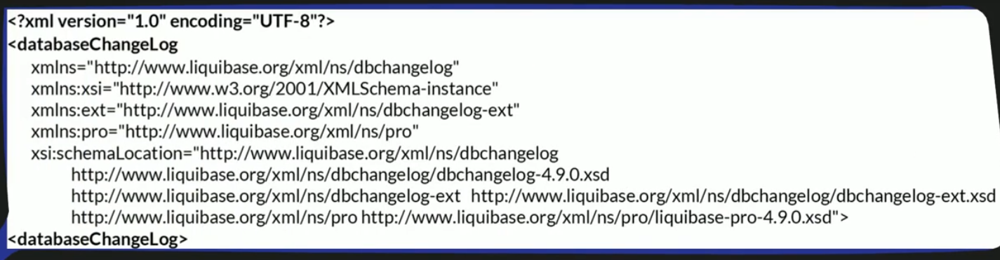 <?xml version="1.0" encoding="UTF-8"?>
<databaseChangeLog
xmlns="http://www.liquibase.org/xml/ns/dbchangelog"
xmlns:xsi="http://www.w3.org/2001/XMLSchema-instance"
xmlns:ext="http://www.liquibase.org/xml/ns/dbchangelog-ext"
xmlns:pro="http://www.liquibase.org/xml/ns/pro"
xsi:schemaLocation="http://www.liquibase.org/xml/ns/dbchangelog
http://www.liquibase.org/xml/ns/dbchangelog/dbchangelog-4.9.0.xsd
http://www.liquibase.org/xml/ns/dbchangelog-ext http://www.liquibase.org/xml/ns/dbchangelog/dbchangelog-ext.xsd
http://www.liquibase.org/xml/ns/pro http://www.liquibase.org/xml/ns/pro/liquibase-pro-4.9.0.xsd">
<databaseChangeLog>